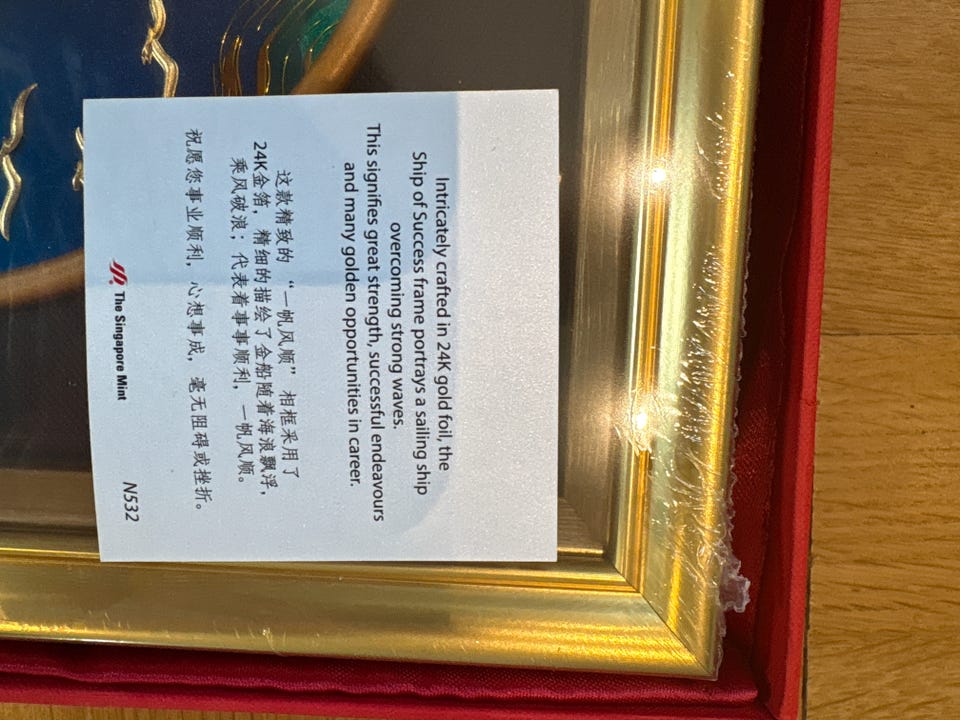 Intricately crafted in 24K gold foil, the
Ship of Success frame portrays a sailing ship
overcoming strong waves.
This signifies great strength, successful endeavours
and many golden opportunities in career.
这款精致的“一帆风顺”相框采用了
24K金箔，精细的描绘了金船随着海浪飘浮，
乘风破浪；代表着事事顺利，一帆风顺。
祝愿您事业顺利，心想事成，毫无阻碍或挫折。
The Singapore Mint
N532